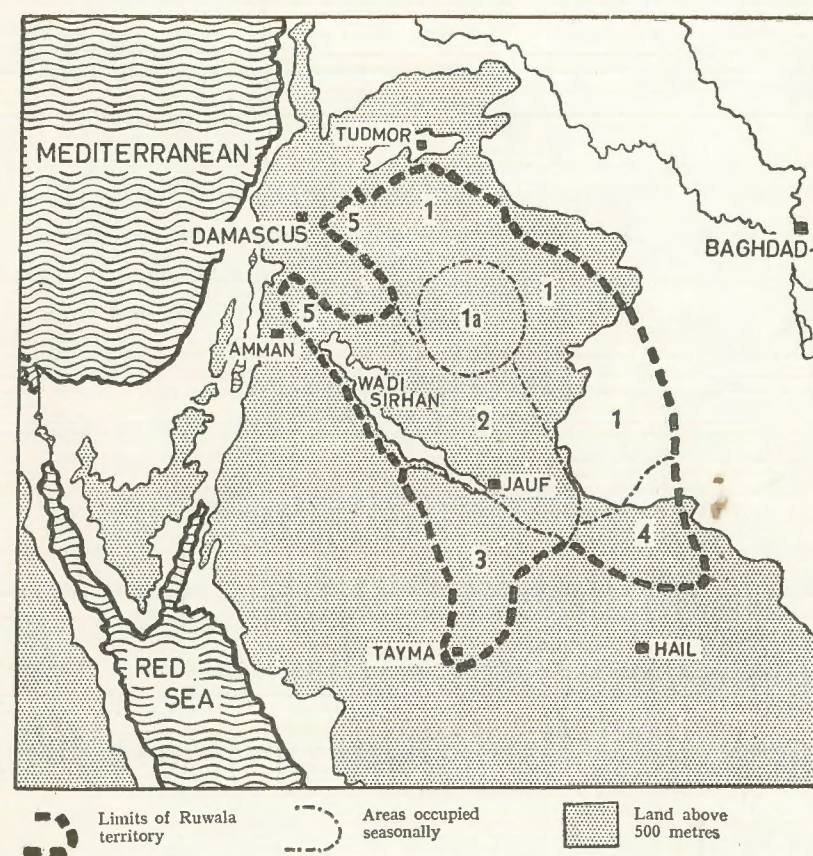 TUDMOR
MEDITERRANEAN
1
5
DAMASCUS
BAGHDAD
1
5
1a
AMMAN
WADI
SIRHAN
2
1
JAUF
4
3
TAYMA
HAIL
RED
SEA
Limits of Ruwala
territory
Areas occupied
seasonally
Land above
500 metres